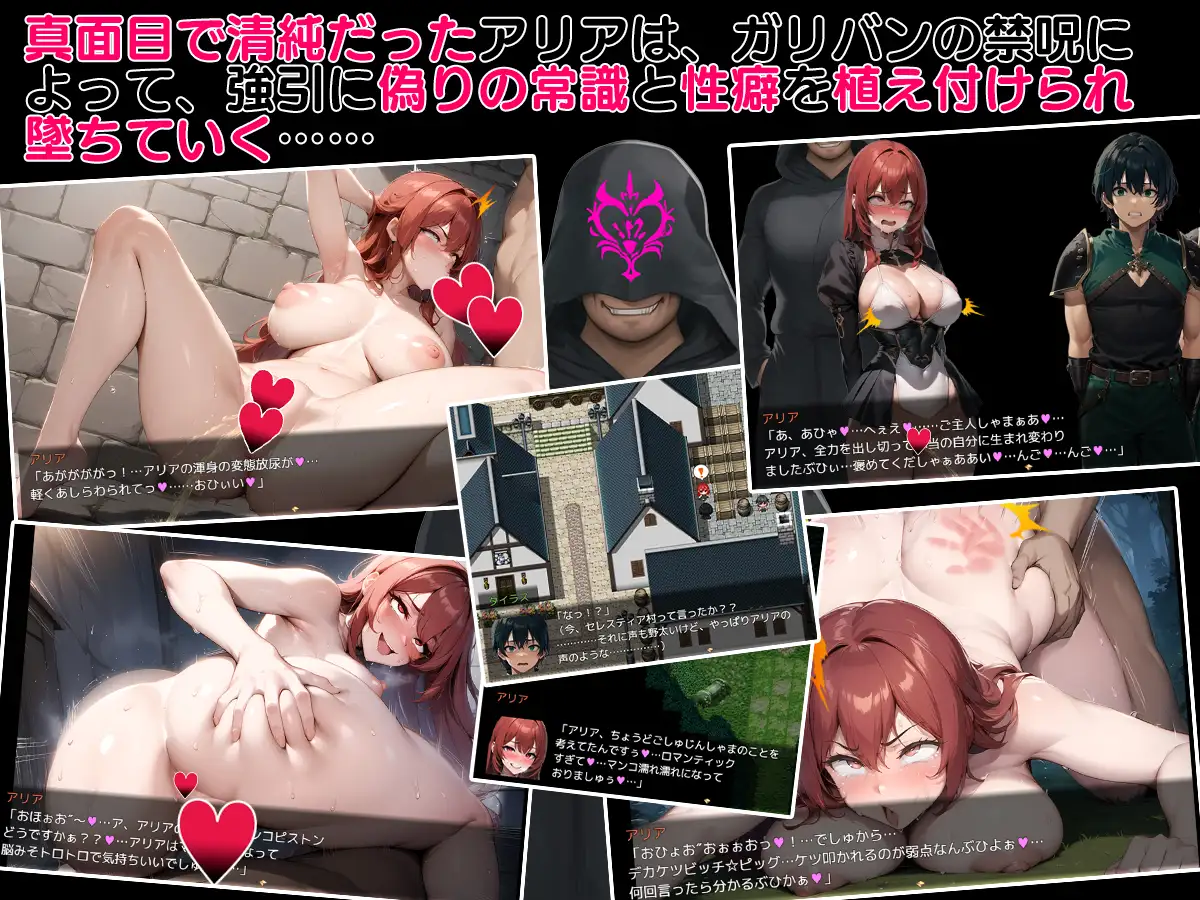 真面目で清純だったアリアは、ガリバンの禁呪に
よって、強引に偽りの常識と性癖を植え付けられ
墜ちていく……
アリア
「あがががががっ！…アリアの渾身の変態放尿が♥…
軽くあしらわれてっ♥……おひぃぃい♥」
アリア
「あ、あひゃ♥…へぇえ♥……ご主人しゃまぁあ♥…
アリア、全力を出し切って 当の自分に生まれ変わり
ましたぶひぃ…褒めてくだしゃぁああい♥…んご♥…んご♥…」
タイラス
「なっ！？」
（今、セレスティア村って言ったか？？
…………それに声も野太いけど、やっぱりアリアの
声のような……………）
アリア
「アリア、ちょうどごしゅじんしゃまのことを
考えてたんですぅ♥…ロマンティック
すぎて♥…マンコ濡れ濡れになって
おりましゅぅ♥…」
アリア
「おほぉお゛～♥…ア、アリアの ンコピストン
どうですかぁ？？♥…アリアは なって
脳みそトロトロで気持ちいいでしゅ …」
アリア
「おひょお゛おぉぉおっ♥！…でしゅから…
デカケツビッチ☆ピッグ…ケツ叩かれるのが弱点なんぶひよぉ♥…
何回言ったら分かるぶひかぁ♥」